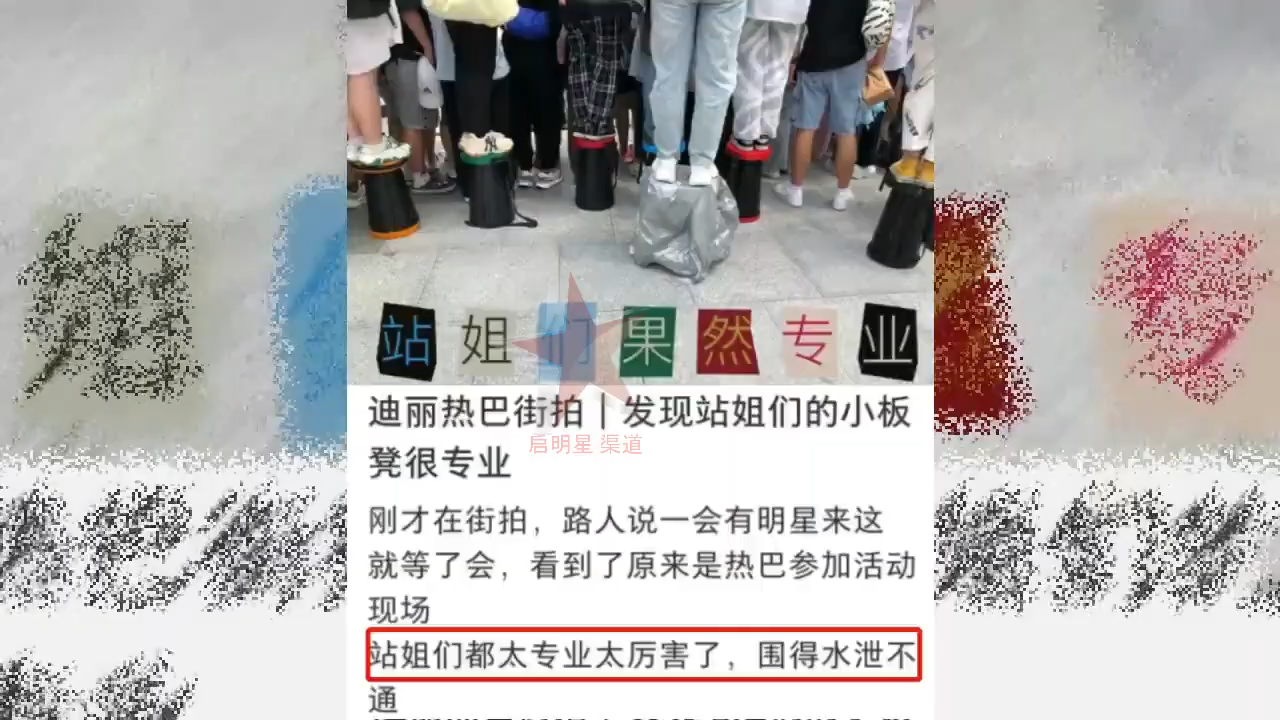 站姐们果然专业
迪丽热巴街拍 | 发现站姐们的小板
凳很专业
启明星 渠道
刚才在街拍，路人说一会有明星来这
就等了会，看到了原来是热巴参加活动
现场
站姐们都太专业太厉害了，围得水泄不
通